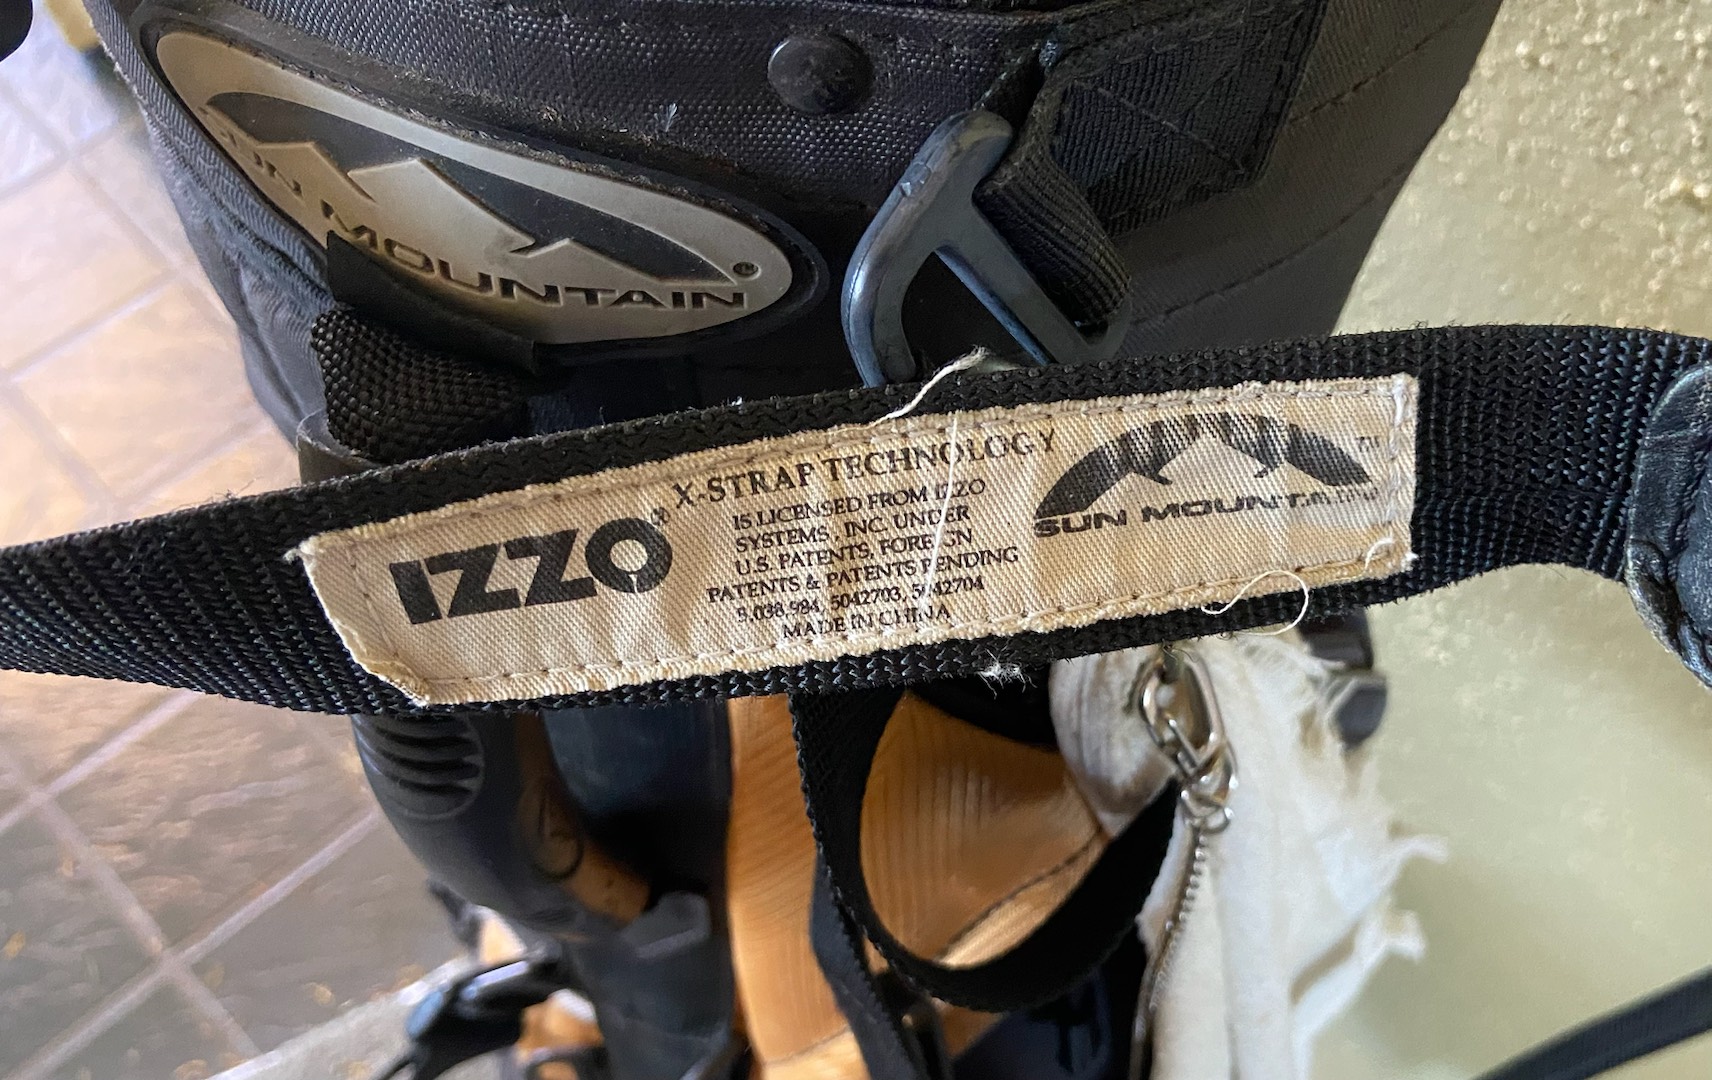 SUN MOUNTAIN ®
IZZO®
X-STRAP TECHNOLOGY
IS LICENSED FROM IZZO
SYSTEMS, INC. UNDER
U.S. PATENTS, FOREIGN
PATENTS & PATENTS PENDING
5,038,984, 5042703, 5042704
MADE IN CHINA
SUN MOUNTAIN ™